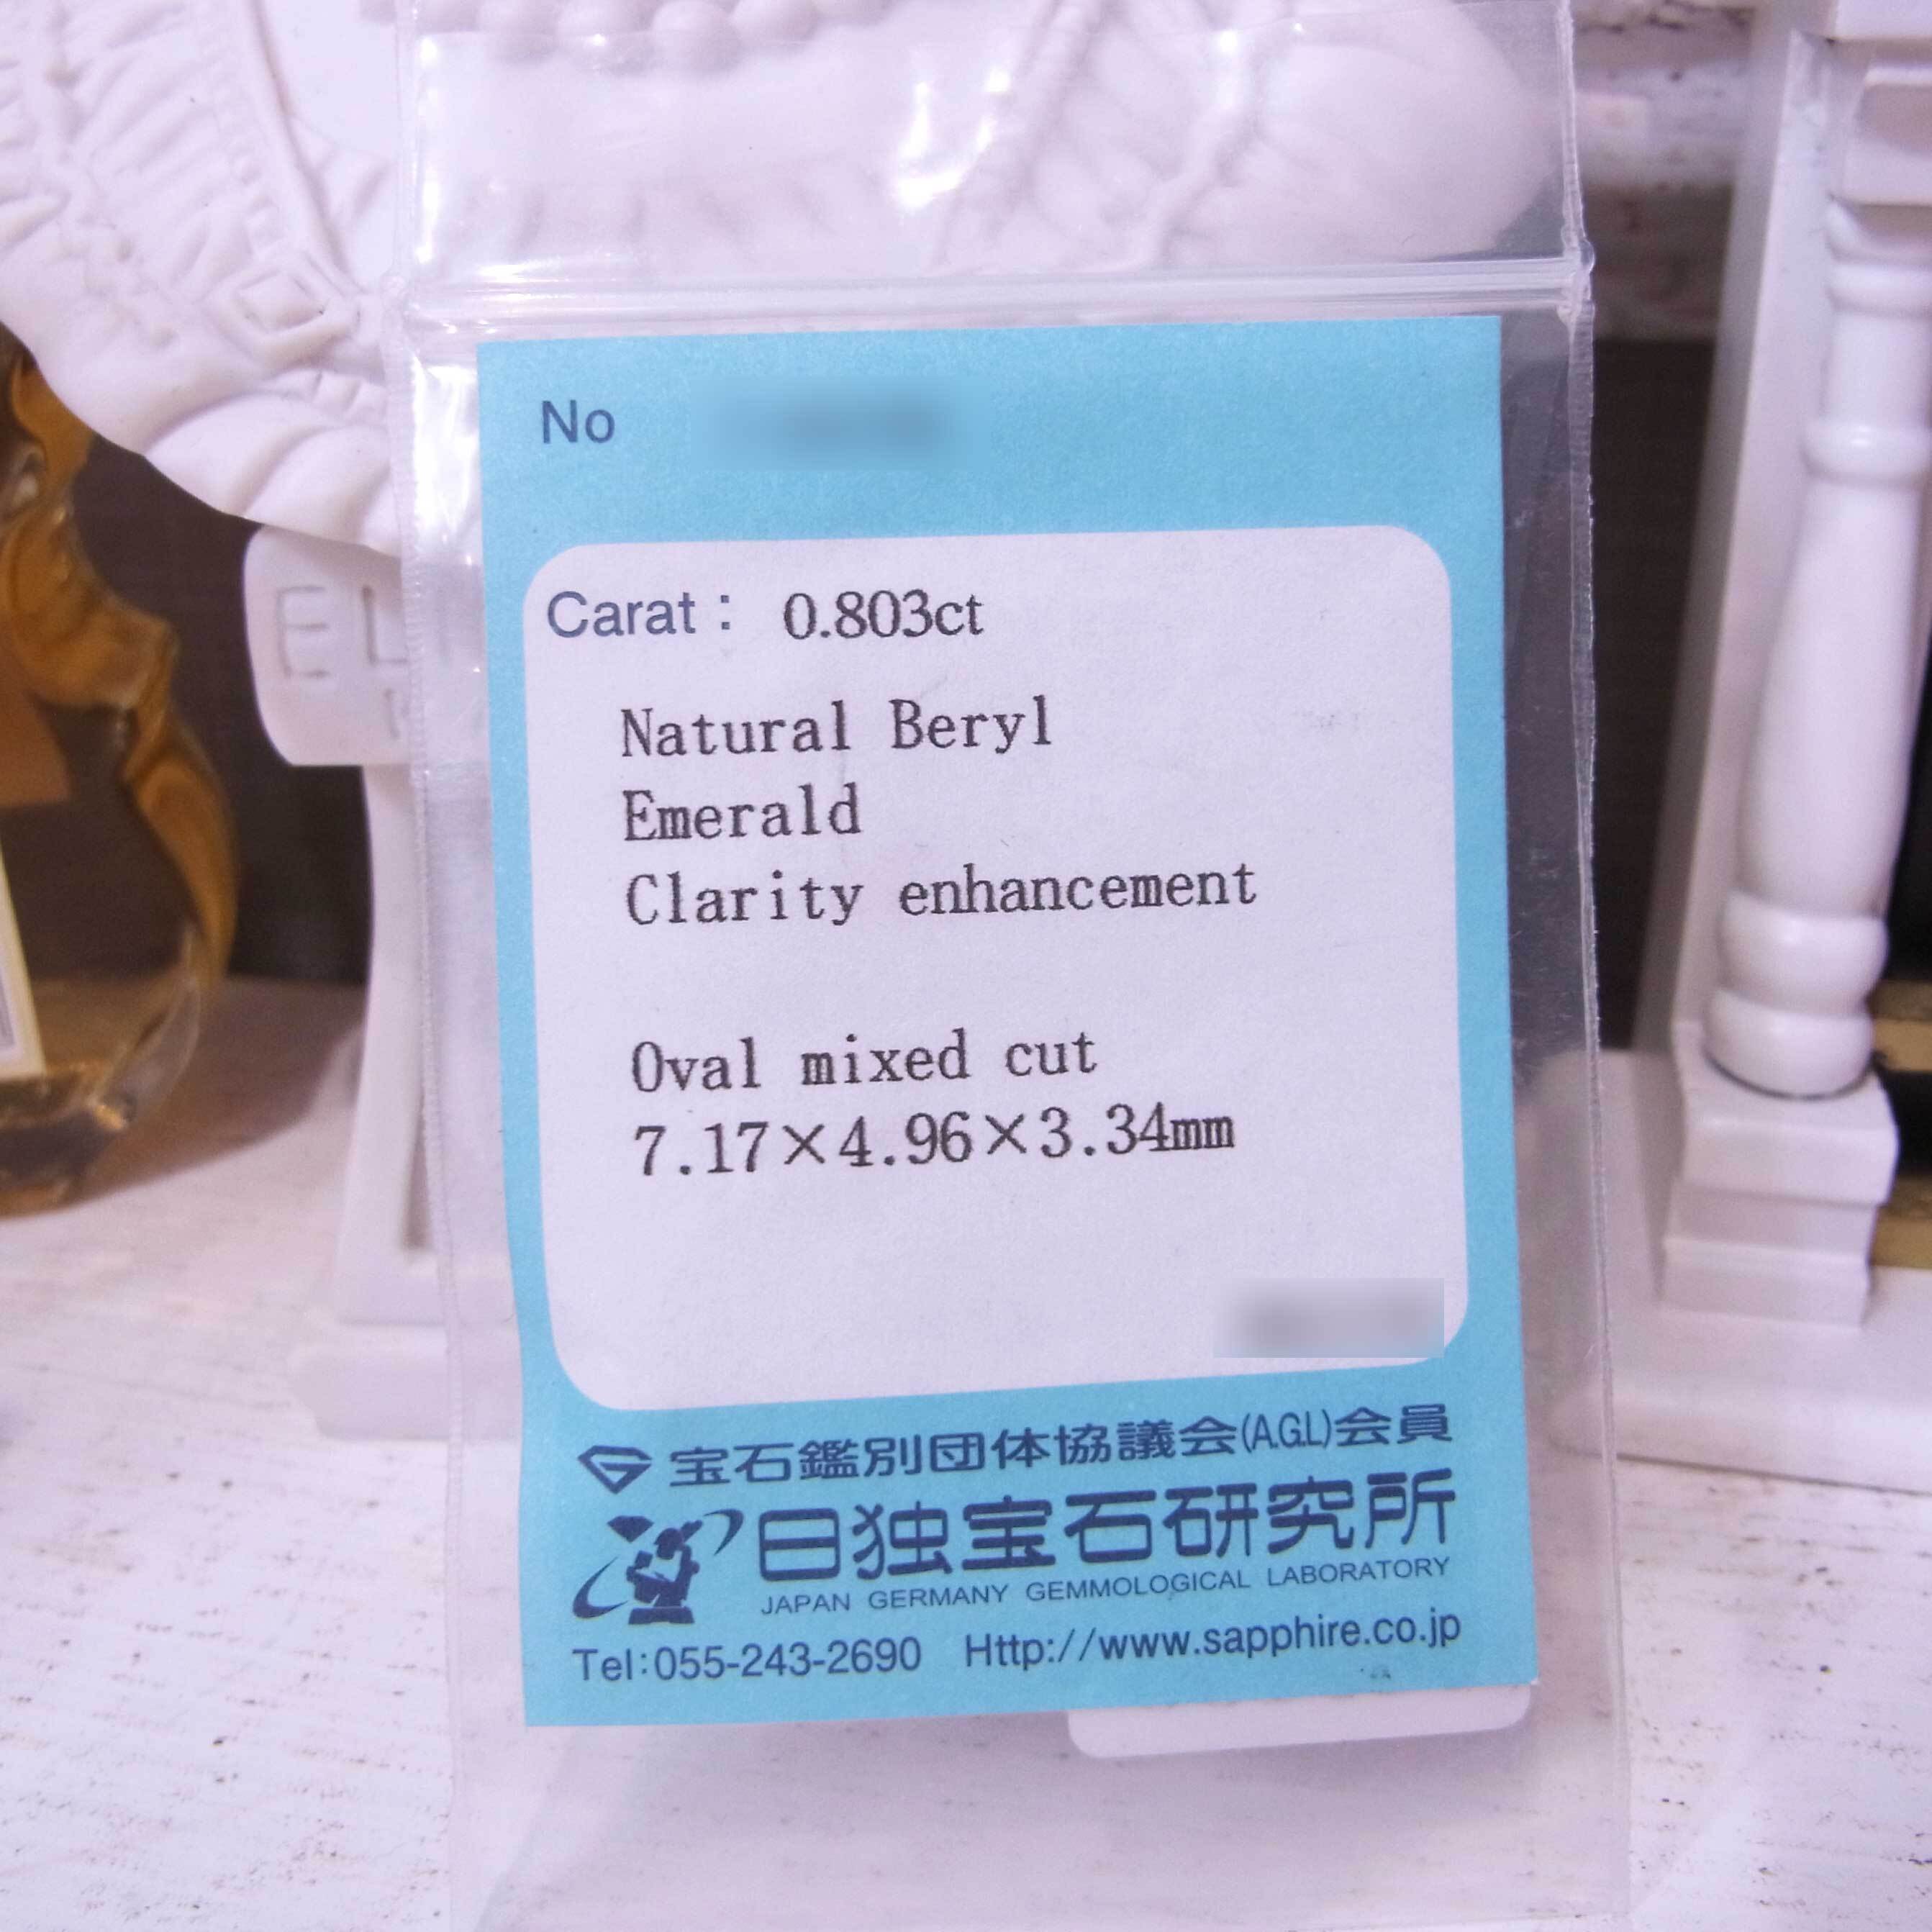 No
Carat： 0.803ct
Natural Beryl
Emerald
Clarity enhancement
Oval mixed cut
7.17×4.96×3.34mm
宝石鑑別団体協議会(A.G.L)会員
日独宝石研究所
JAPAN GERMANY GEMMOLOGICAL LABORATORY
Tel:055-243-2690 Http://www.sapphire.co.jp